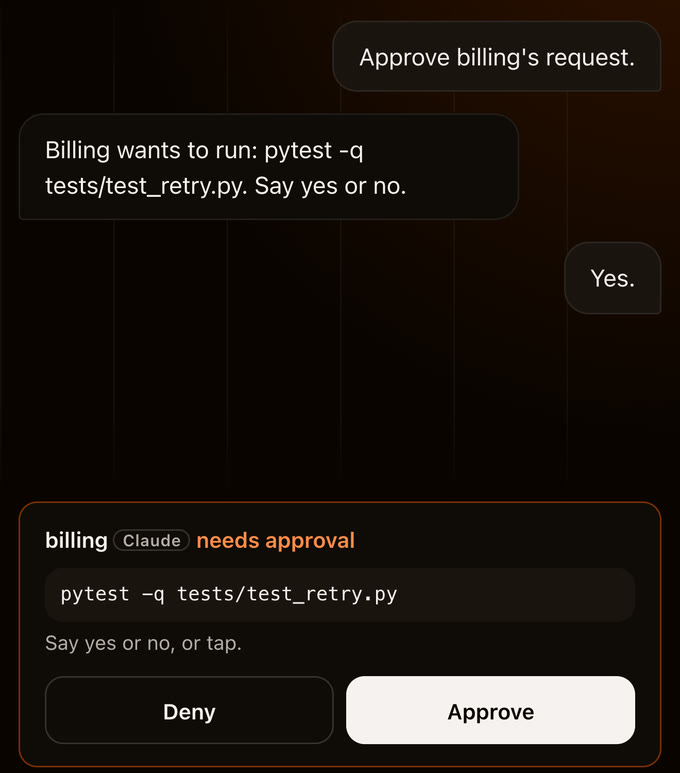 Approve billing's request.
Billing wants to run: pytest -q
tests/test_retry.py. Say yes or no.
Yes.
billing Claude needs approval
pytest -q tests/test_retry.py
Say yes or no, or tap.
Deny Approve